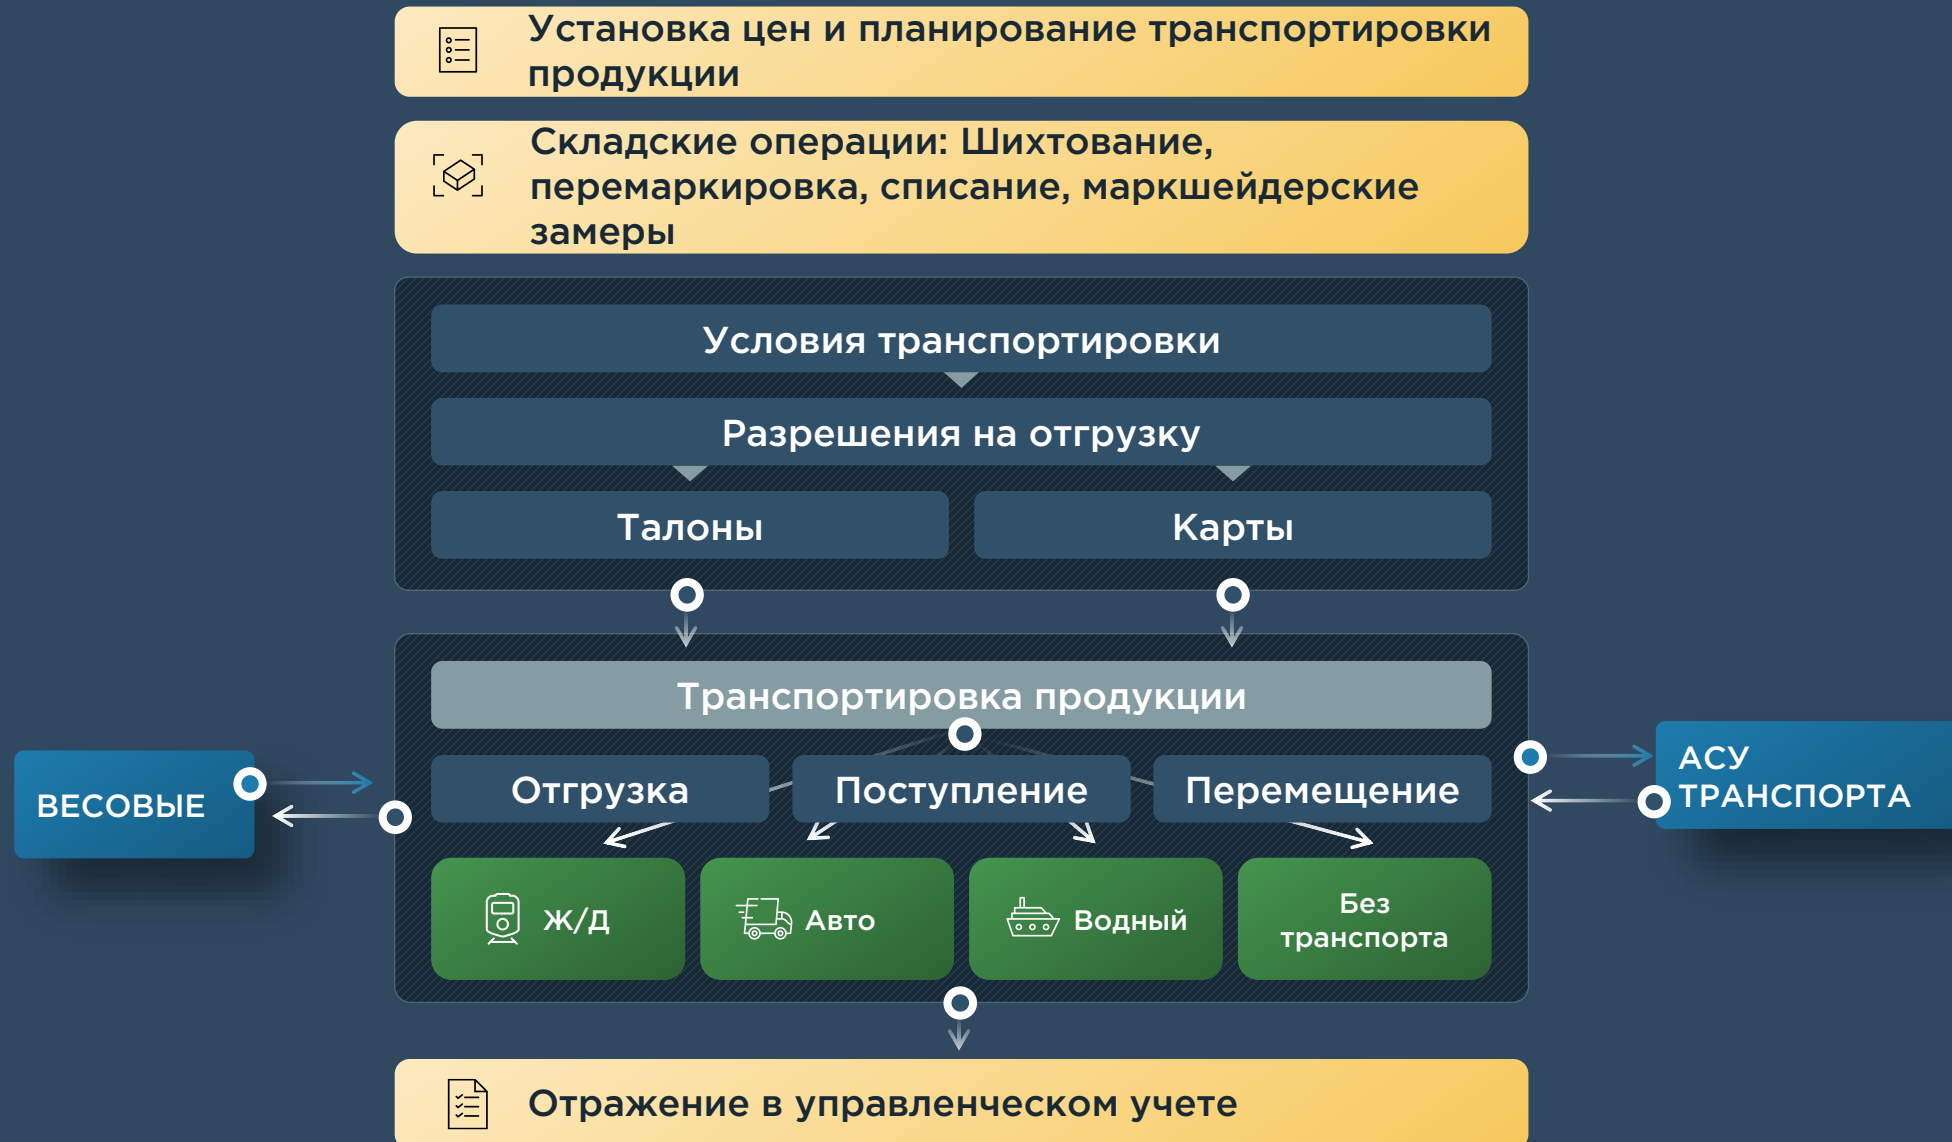 Установка цен и планирование транспортировки
продукции
Складские операции: Шихтование,
перемаркировка, списание, маркшейдерские
замеры
Условия транспортировки
Разрешения на отгрузку
Талоны
Карты
Транспортировка продукции
Отгрузка
Поступление
Перемещение
ВЕСОВЫЕ
АСУ
ТРАНСПОРТА
Ж/Д
Авто
Водный
Без
транспорта
Отражение в управленческом учете